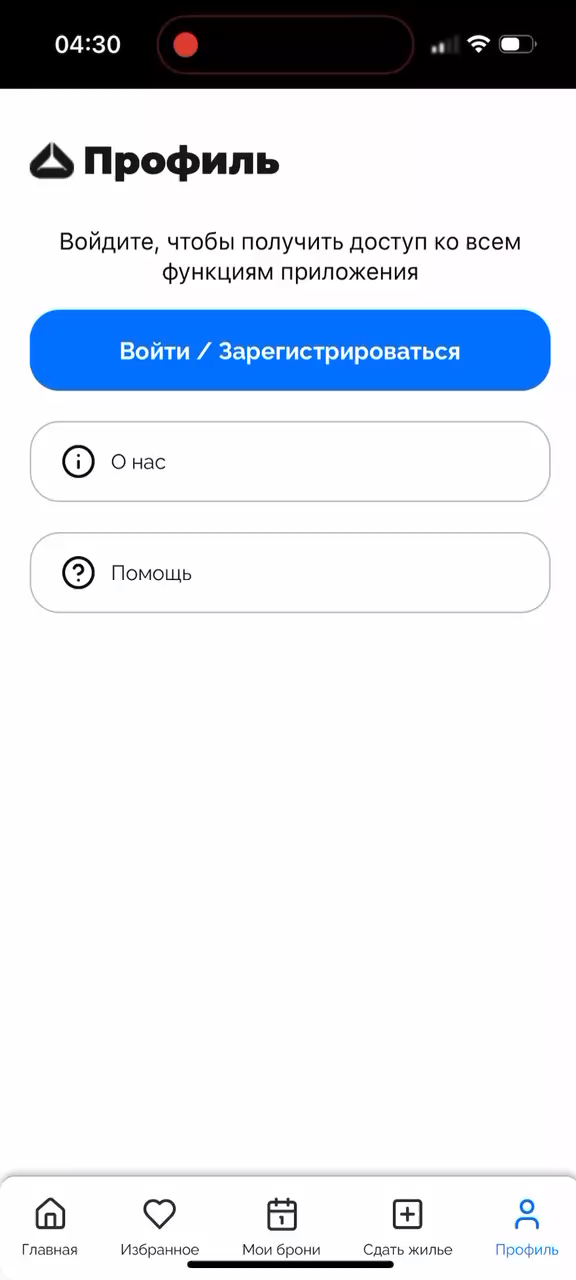 04:30
Профиль
Войдите, чтобы получить доступ ко всем
функциям приложения
Войти / Зарегистрироваться
О нас
Помощь
Главная
Избранное
1
Мои брони
Сдать жилье
Профиль